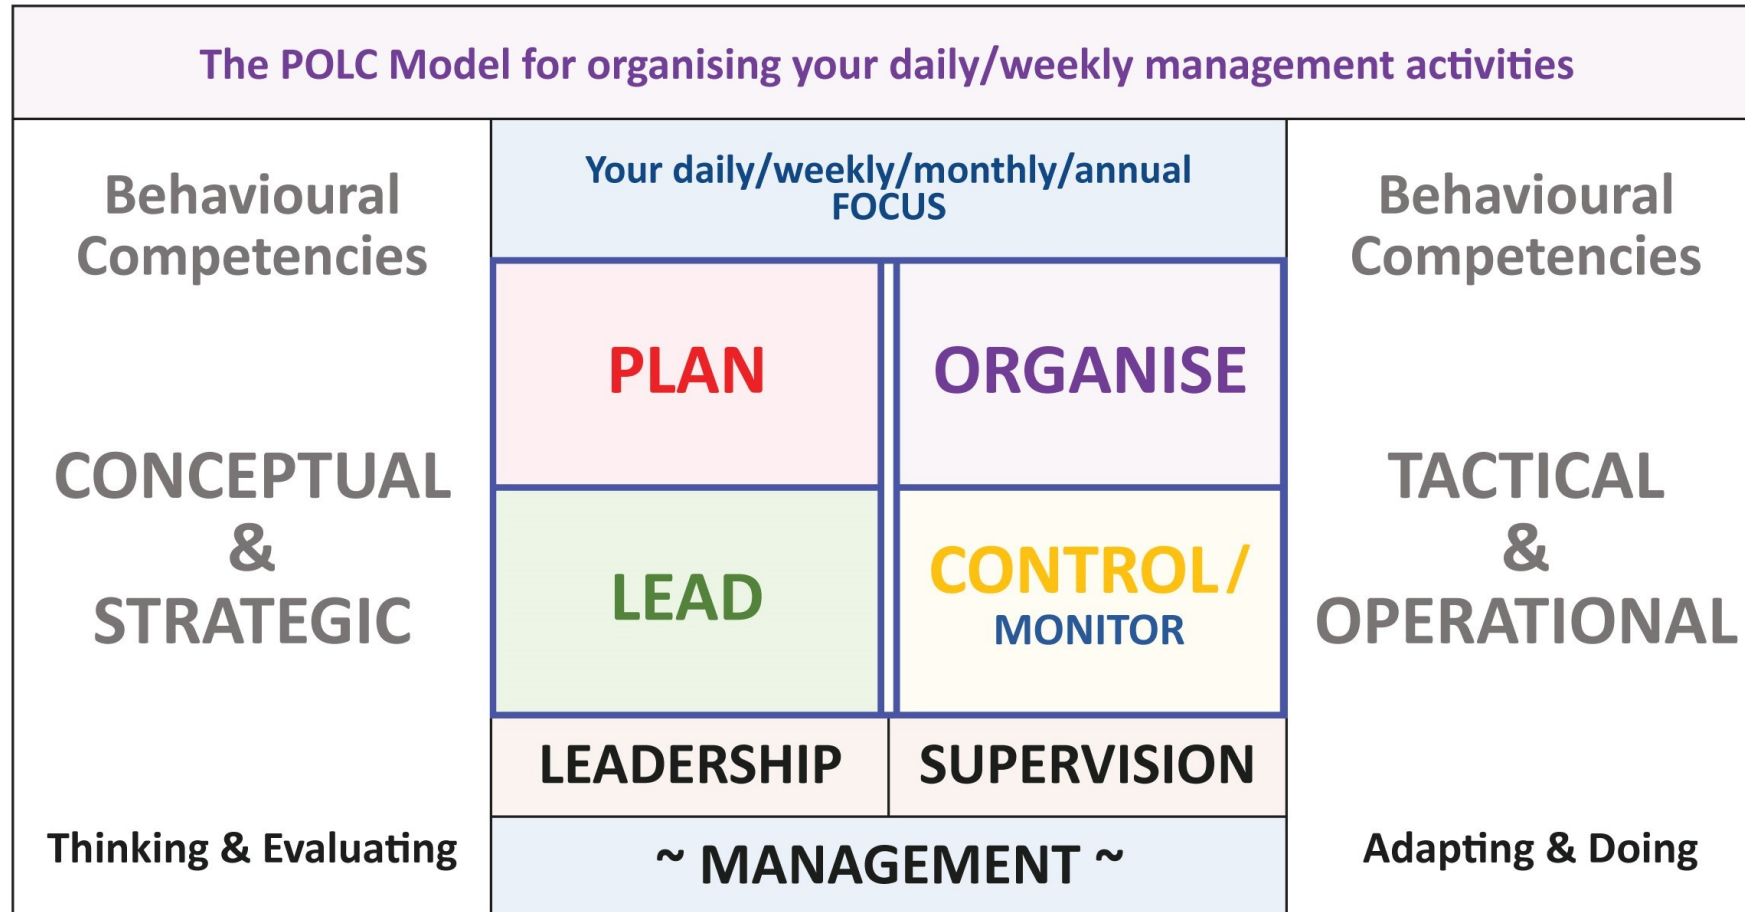 The POLC Model for organising your daily/weekly management activities
Behavioural
Competencies
CONCEPTUAL
&
STRATEGIC
Thinking & Evaluating
Your daily/weekly/monthly/annual
FOCUS
PLAN
ORGANISE
LEAD
CONTROL/
MONITOR
LEADERSHIP
SUPERVISION
~ MANAGEMENT ~
Behavioural
Competencies
TACTICAL
&
OPERATIONAL
Adapting & Doing